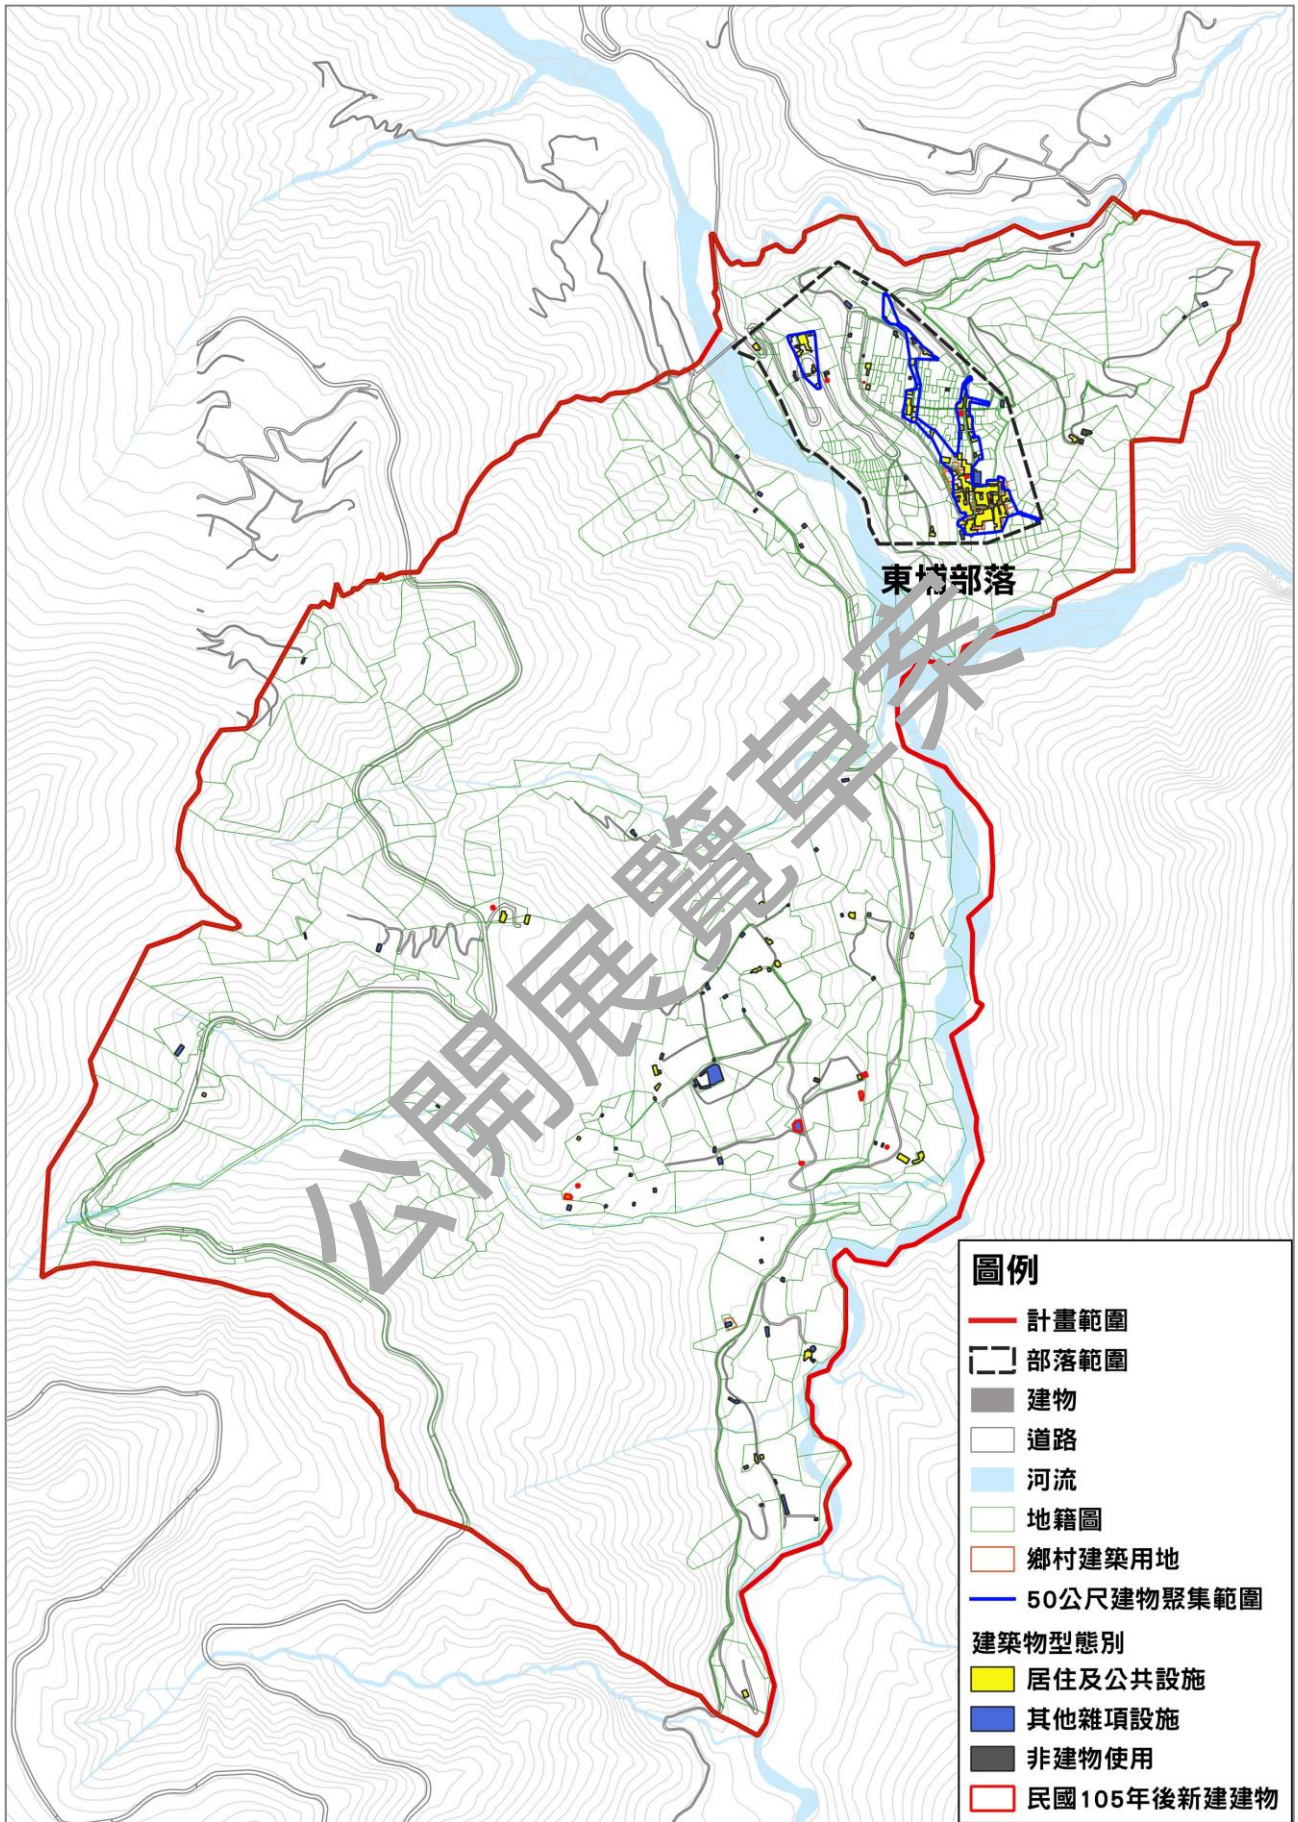 東埔部落
公開展覽草案
圖例
計畫範圍
部落範圍
建物
道路
河流
地籍圖
鄉村建築用地
50公尺建物聚集範圍
建築物型態別
居住及公共設施
其他雜項設施
非建物使用
民國105年後新建建物